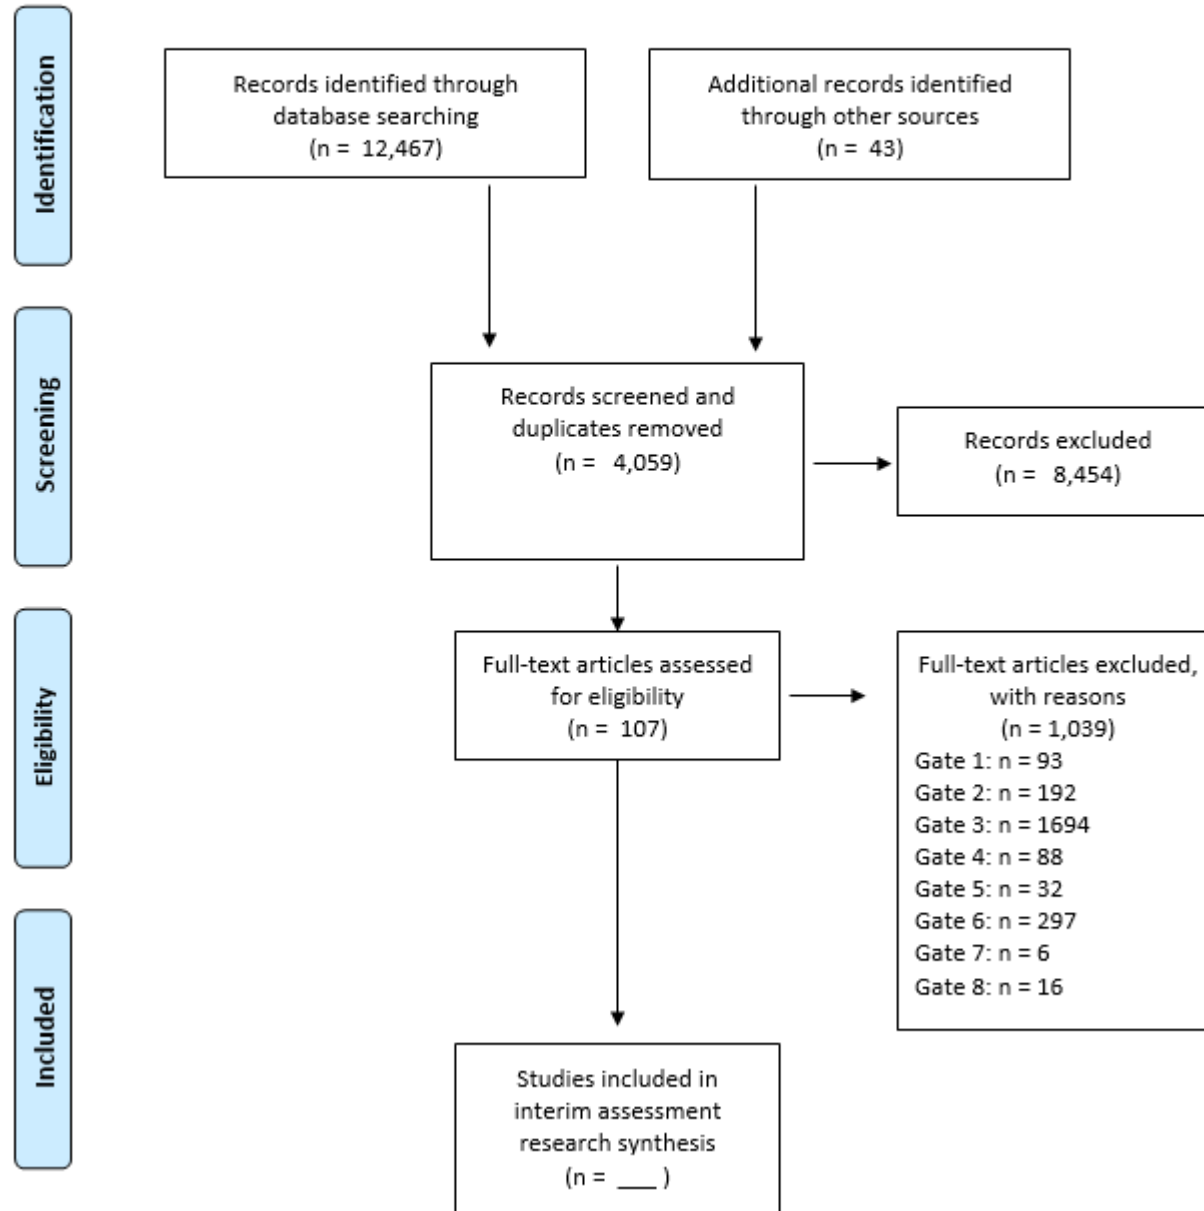 Identification
Records identified through
database searching
(n = 12,467)
Additional records identified
through other sources
(n = 43)
Screening
Records screened and
duplicates removed
(n = 4,059)
Records excluded
(n = 8,454)
Eligibility
Full-text articles assessed
for eligibility
(n = 107)
Full-text articles excluded,
with reasons
(n = 1,039)
Gate 1: n = 93
Gate 2: n = 192
Gate 3: n = 1694
Gate 4: n = 88
Gate 5: n = 32
Gate 6: n = 297
Gate 7: n = 6
Gate 8: n = 16
Included
Studies included in
interim assessment
research synthesis
(n = ___ )